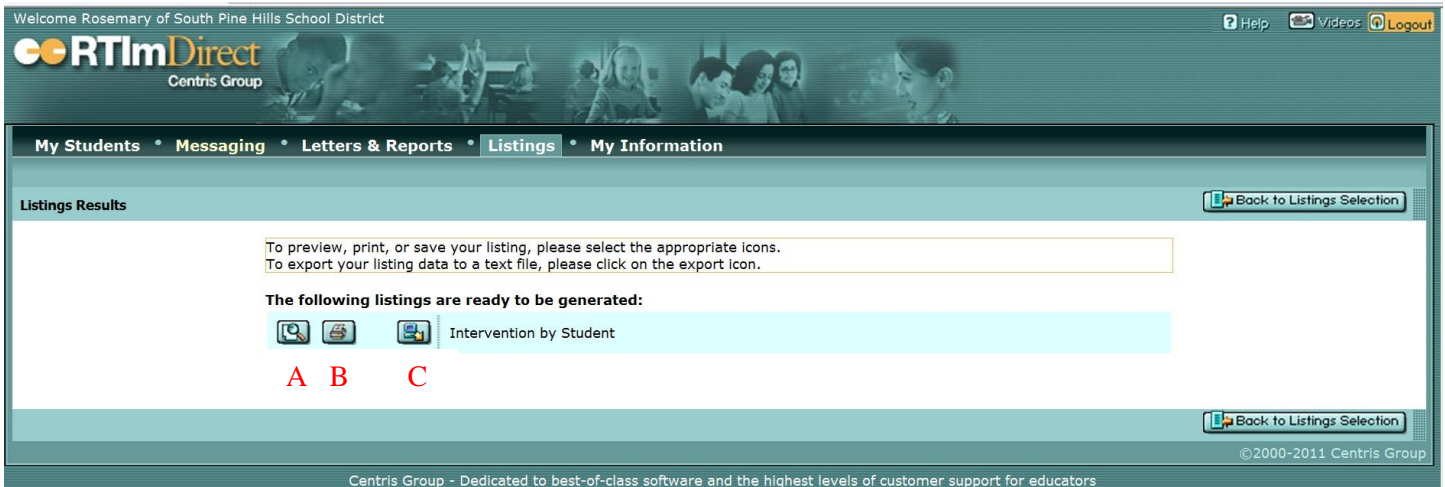 Welcome Rosemary of South Pine Hills School District
Help Videos Logout
RTImDirect
Centris Group
My Students • Messaging • Letters & Reports • Listings • My Information
Back to Listings Selection
Listings Results
To preview, print, or save your listing, please select the appropriate icons.
To export your listing data to a text file, please click on the export icon.
The following listings are ready to be generated:
Intervention by Student
A B C
Back to Listings Selection
©2000-2011 Centris Group
Centris Group - Dedicated to best-of-class software and the highest levels of customer support for educators